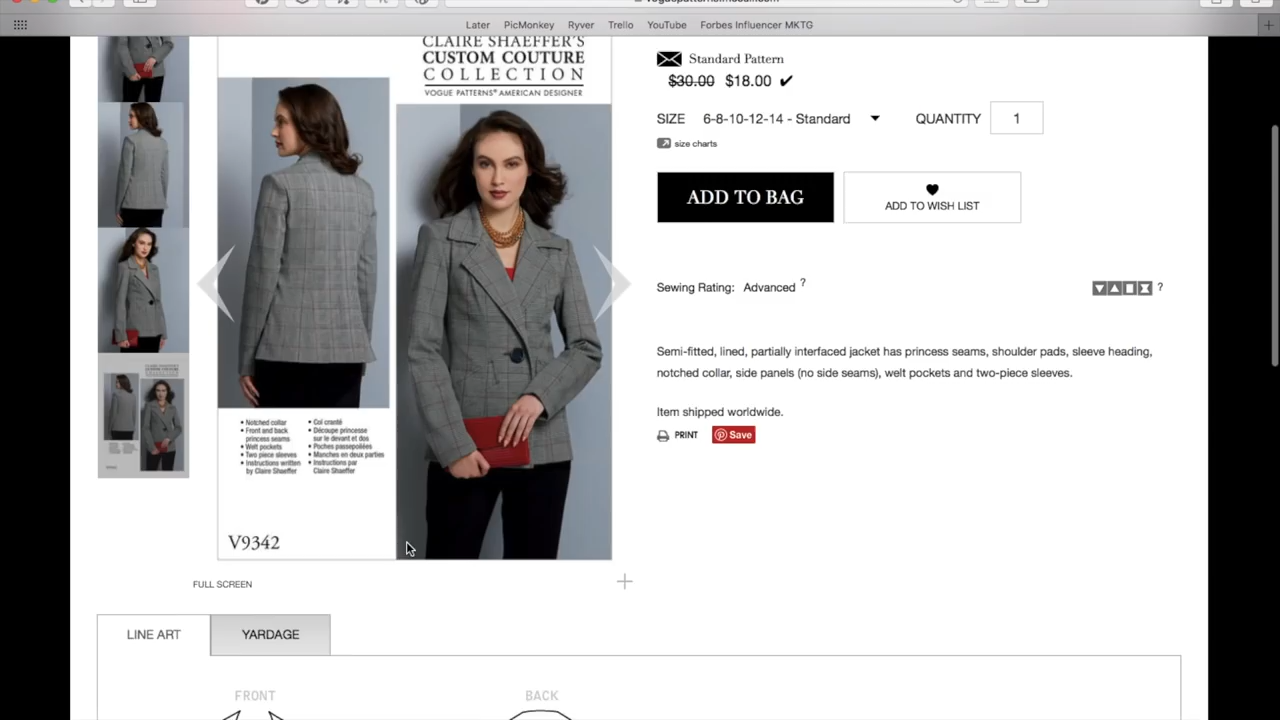 Later PicMonkey Ryver Trello YouTube Forbes Influencer MKTG
CLAIRE SHAEFFER'S
CUSTOM COUTURE
COLLECTION
VOGUE PATTERNS® AMERICAN DESIGNER
• Notched collar
• Front and back
princess seams
• Welt pockets
• Two piece sleeves
• Instructions written
by Claire Shaeffer
• Col cranté
• Découpe princesse
sur le devant et dos
• Poches passepoilées
• Manches en deux parties
• Instructions par
Claire Shaeffer
V9342
FULL SCREEN
Standard Pattern
$30.00 $18.00
SIZE 6-8-10-12-14 - Standard QUANTITY 1
size charts
ADD TO BAG
ADD TO WISH LIST
Sewing Rating: Advanced ? ?
Semi-fitted, lined, partially interfaced jacket has princess seams, shoulder pads, sleeve heading,
notched collar, side panels (no side seams), welt pockets and two-piece sleeves.
Item shipped worldwide.
PRINT Save
LINE ART YARDAGE
FRONT BACK